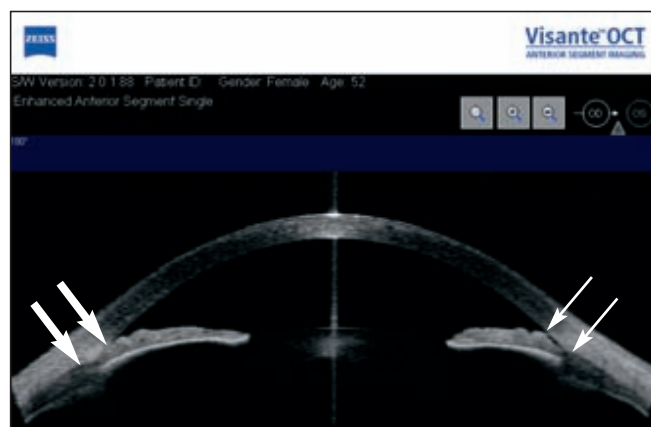 ZEISS
Visante™ OCT
ANTERIOR SEGMENT IMAGING
S/W Version: 2.0.1.88 Patient ID: Gender: Female Age: 52
Enhanced Anterior Segment Single
OD OS
180°